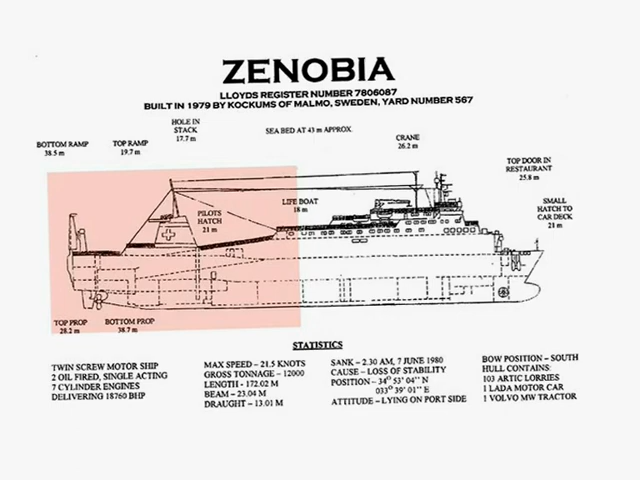 ZENOBIA
LLOYDS REGISTER NUMBER 7806087
BUILT IN 1979 BY KOCKUMS OF MALMO, SWEDEN, YARD NUMBER 567
BOTTOM RAMP
38.5 m
TOP RAMP
19.7 m
HOLE IN
STACK
17.7 m
SEA BED AT 43 m APPROX.
CRANE
26.2 m
TOP DOOR IN
RESTAURANT
25.8 m
PILOTS
HATCH
21 m
LIFE BOAT
18 m
SMALL
HATCH TO
CAR DECK
21 m
TOP PROP
28.2 m
BOTTOM PROP
38.7 m
STATISTICS
TWIN SCREW MOTOR SHIP
2 OIL FIRED, SINGLE ACTING
7 CYLINDER ENGINES
DELIVERING 18760 BHP
MAX SPEED – 21.5 KNOTS
GROSS TONNAGE – 12000
LENGTH - 172.02 M
BEAM – 23.04 M
DRAUGHT – 13.01 M
SANK – 2.30 AM, 7 JUNE 1980
CAUSE – LOSS OF STABILITY
POSITION – 34° 53' 04'' N
033° 39' 01'' E
ATTITUDE – LYING ON PORT SIDE
BOW POSITION – SOUTH
HULL CONTAINS:
103 ARTIC LORRIES
1 LADA MOTOR CAR
1 VOLVO MW TRACTOR